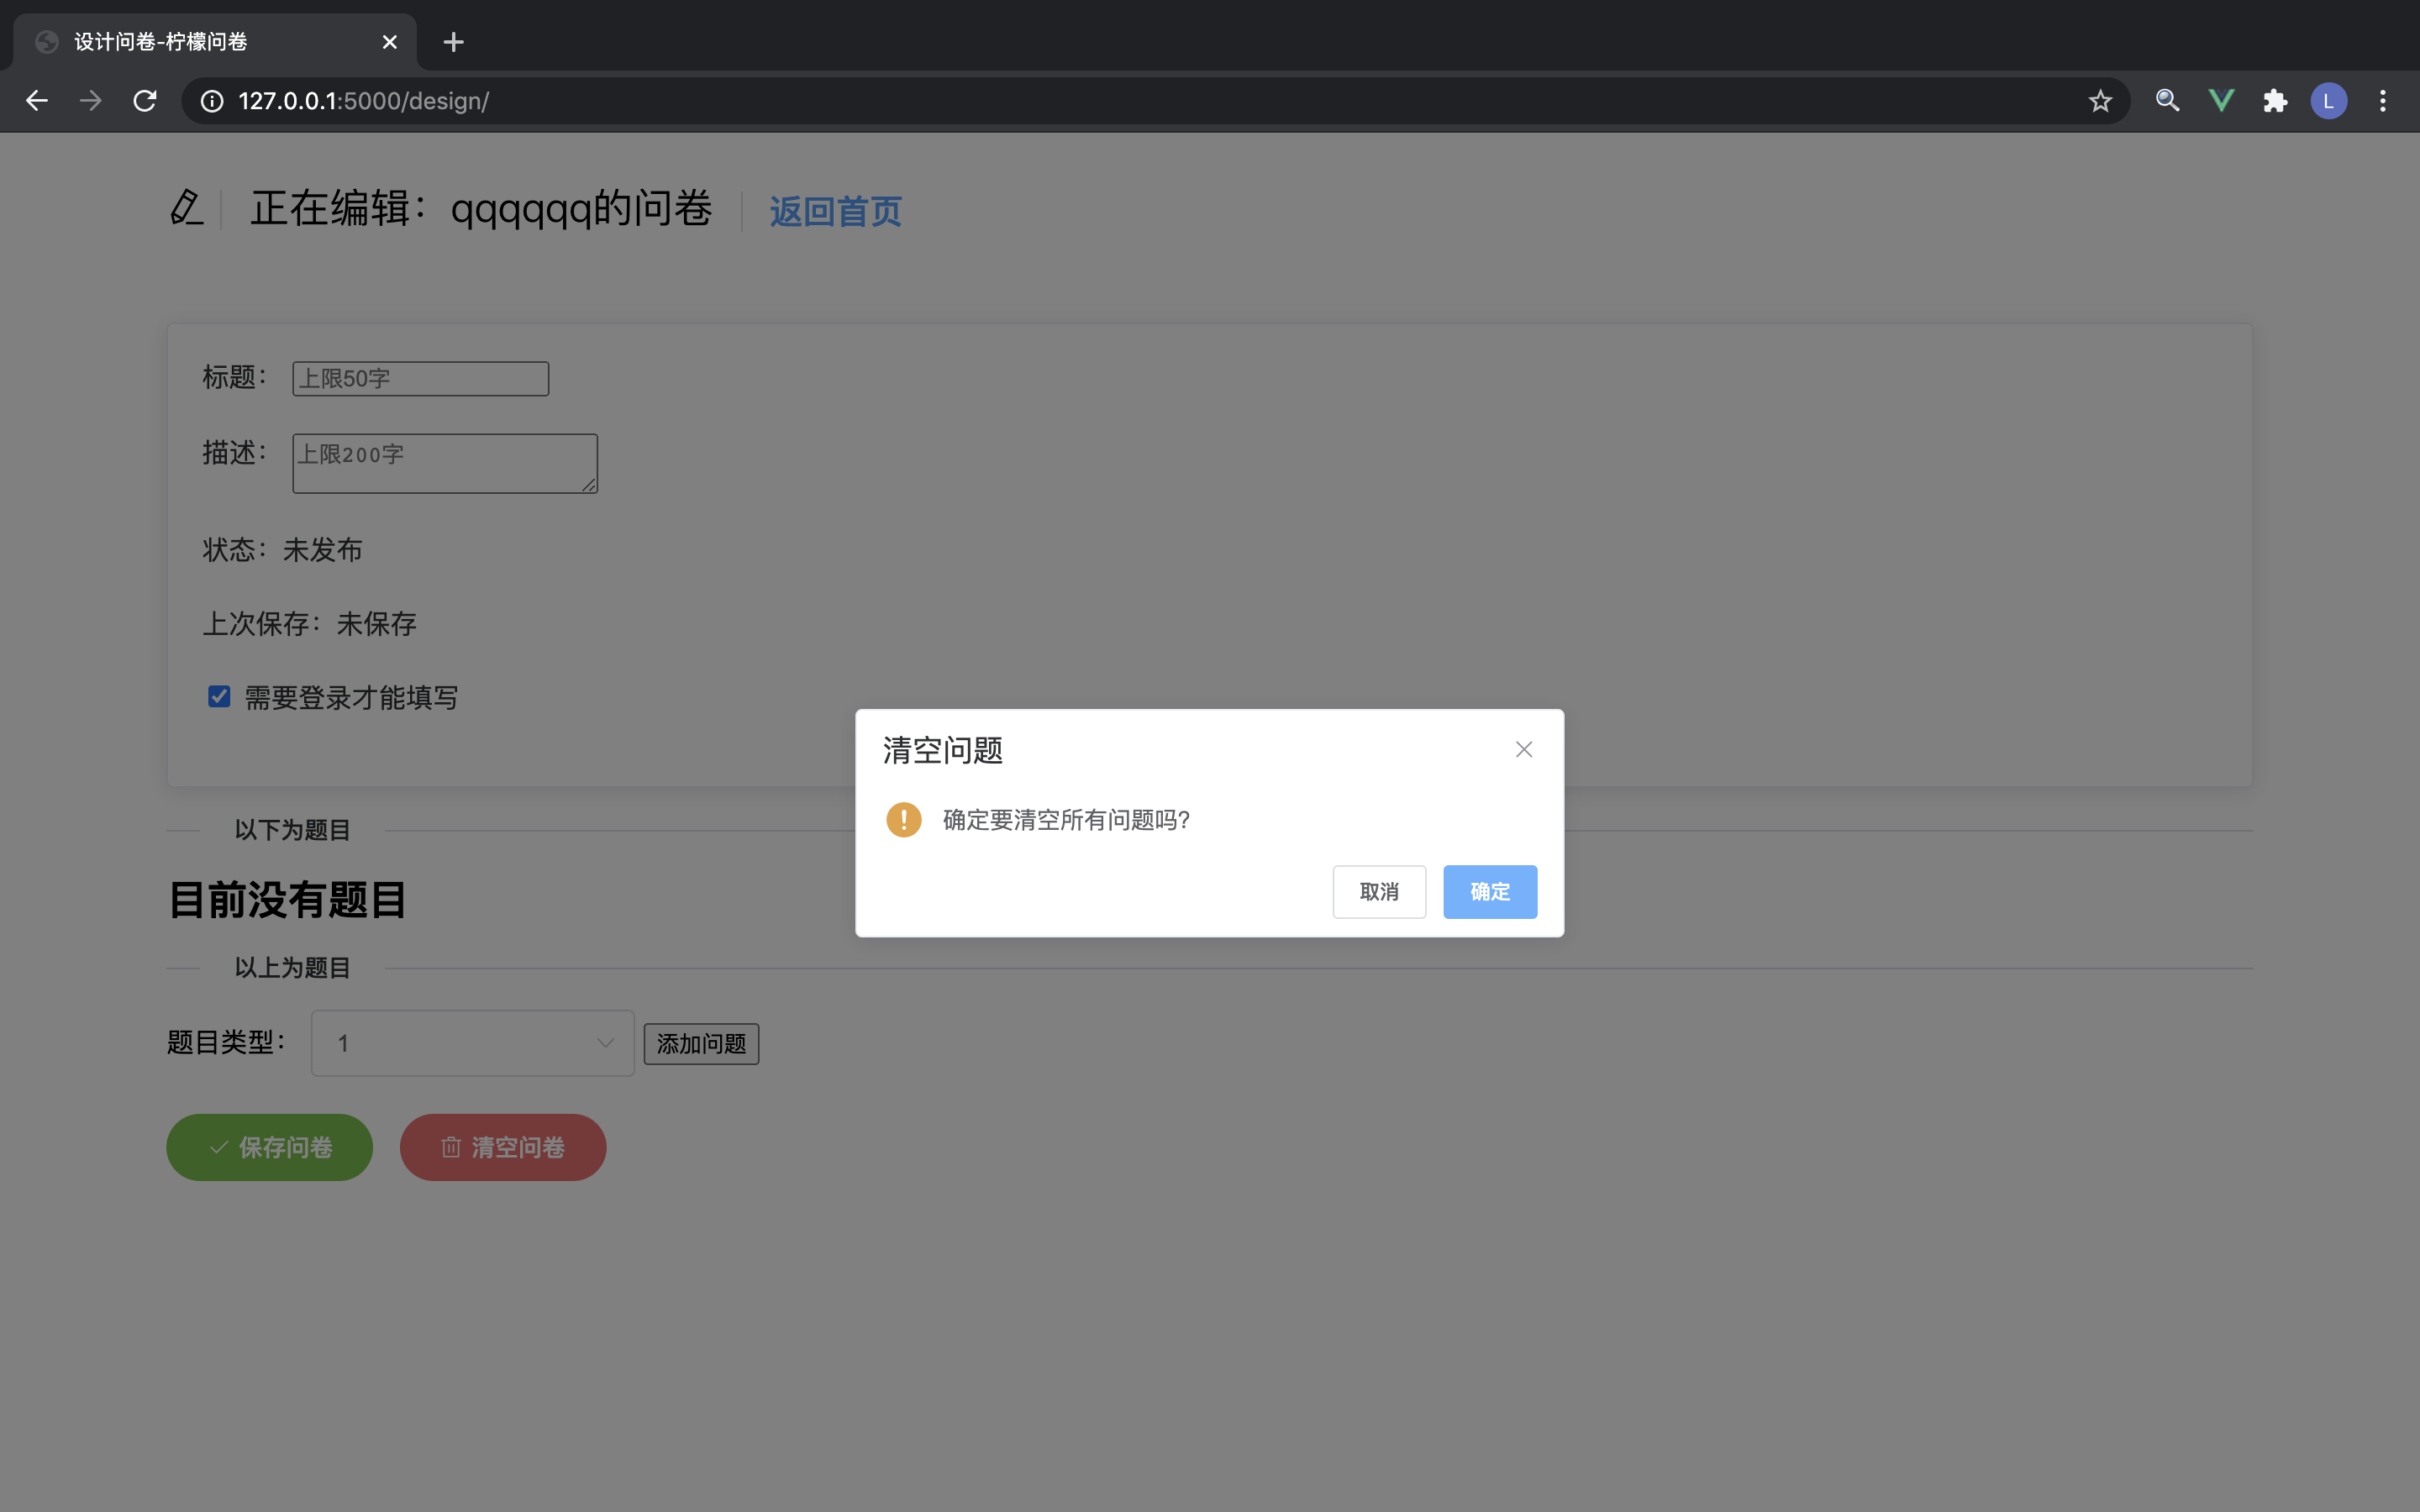 设计问卷-柠檬问卷
127.0.0.1:5000/design/
L
正在编辑：qqqqqq的问卷
返回首页
标题：
上限50字
描述：
上限200字
状态：未发布
上次保存：未保存
需要登录才能填写
清空问题
确定要清空所有问题吗?
取消
确定
以下为题目
目前没有题目
以上为题目
题目类型：
1
添加问题
保存问卷
清空问卷